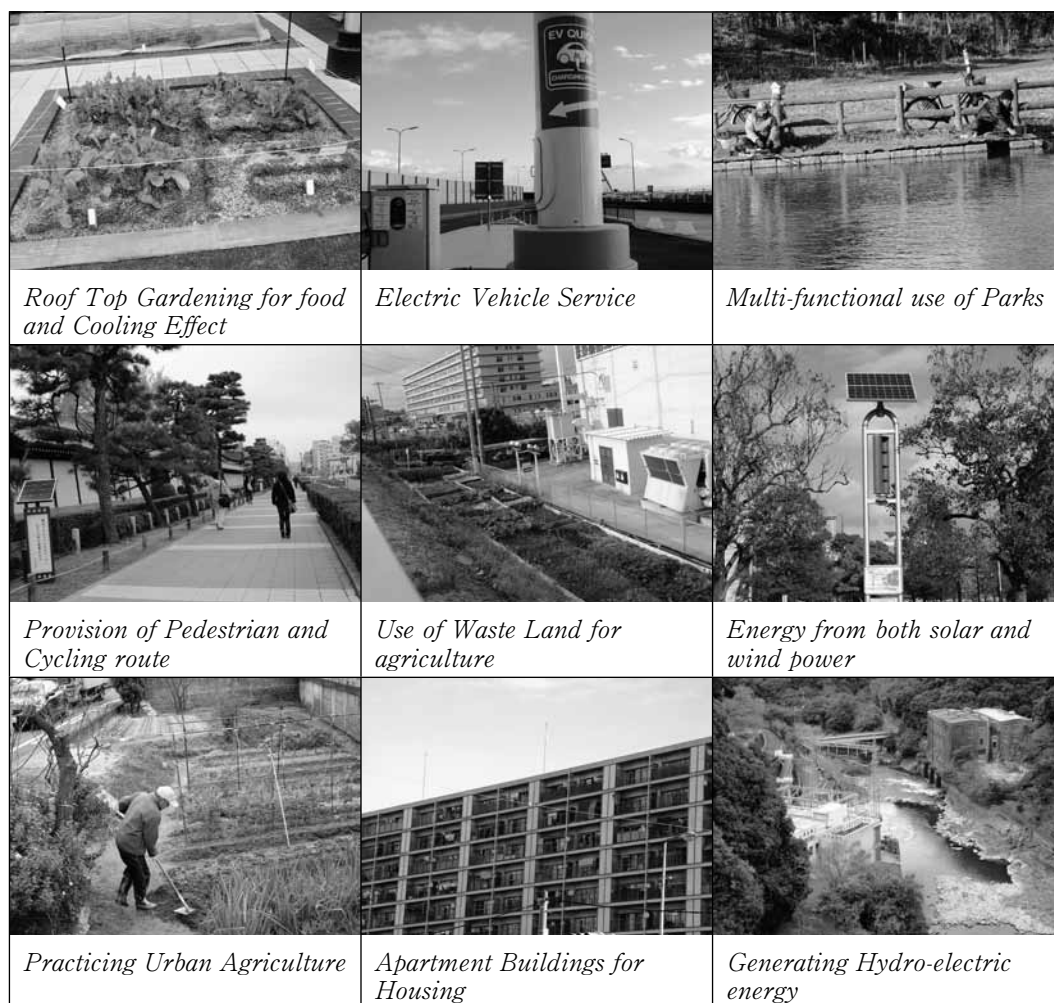 EV QUICK
CHARGING
Roof Top Gardening for food
and Cooling Effect
Electric Vehicle Service
Multi-functional use of Parks
Provision of Pedestrian and
Cycling route
Use of Waste Land for
agriculture
Energy from both solar and
wind power
Practicing Urban Agriculture
Apartment Buildings for
Housing
Generating Hydro-electric
energy